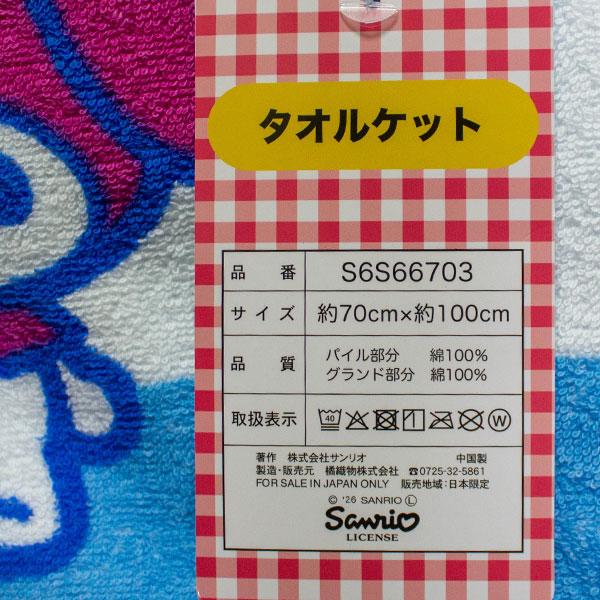 タオルケット
品番 S6S66703
サイズ 約70cm×約100cm
品質 パイル部分 綿100%
グランド部分 綿100%
取扱表示 40 W
著作 株式会社サンリオ 中国製
製造・販売元 橘織物株式会社 ☎0725-32-5861
FOR SALE IN JAPAN ONLY 販売地域:日本限定
© '26 SANRIO Ⓛ
Sanrio
LICENSE